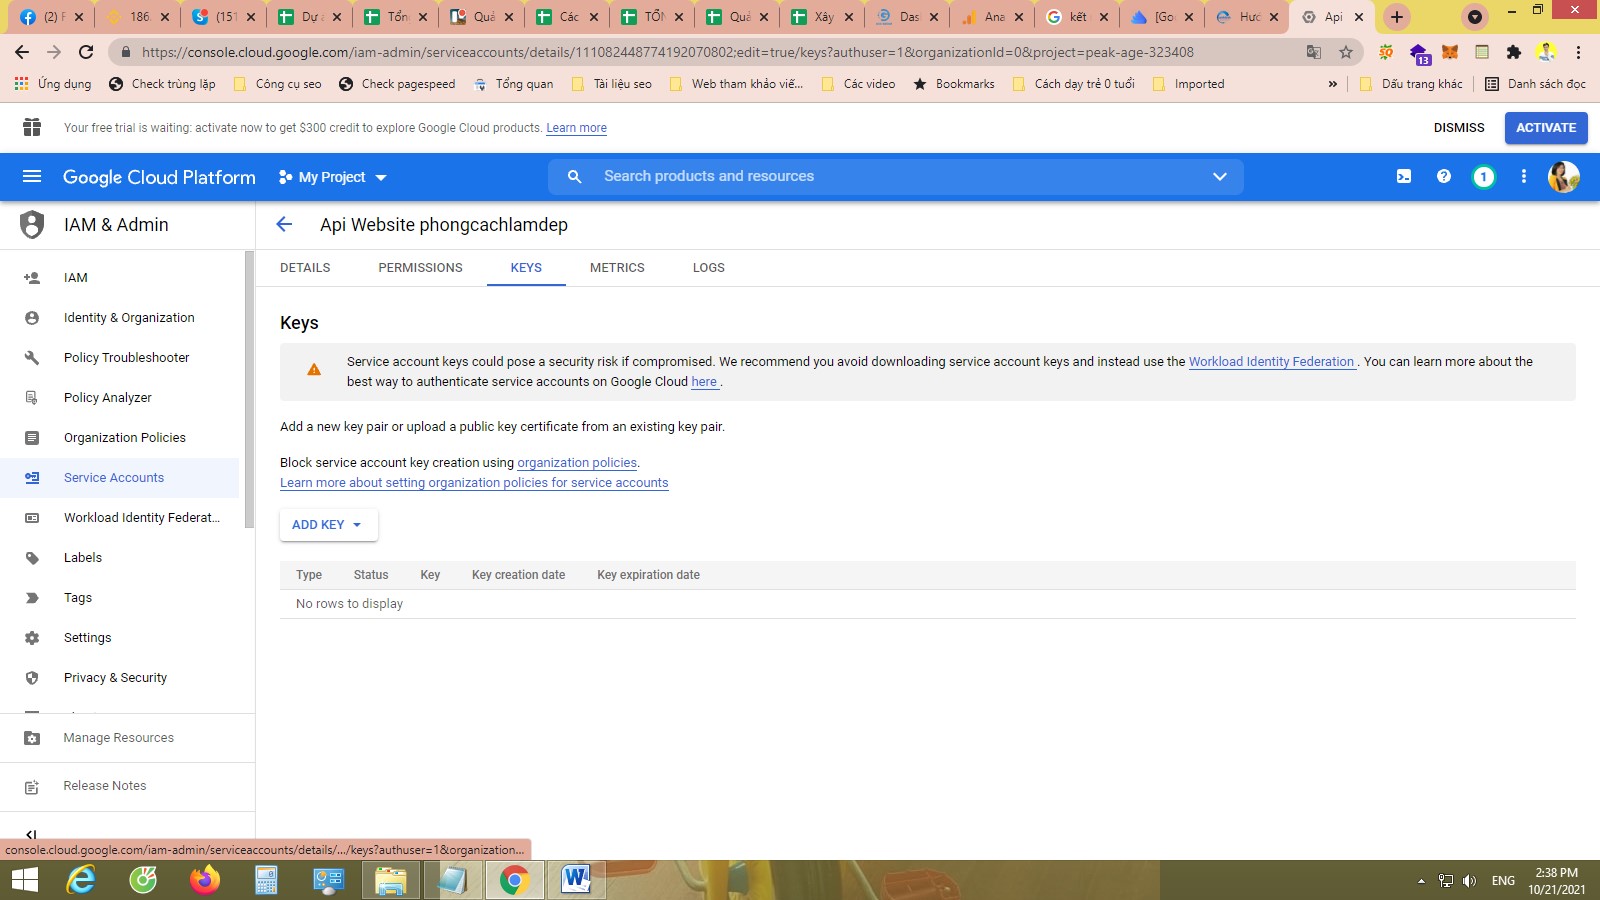 (2) F
186.
(151
Dự á
Tổng
Quả
Các
TỔN
Quả
Xây
Das
Ana
kết
[Go
Hướ
Api
https://console.cloud.google.com/iam-admin/serviceaccounts/details/111082448774192070802;edit=true/keys?authuser=1&organizationId=0&project=peak-age-323408
13
Ứng dụng
Check trùng lặp
Công cụ seo
Check pagespeed
Tổng quan
Tài liệu seo
Web tham khảo viế...
Các video
Bookmarks
Cách dạy trẻ 0 tuổi
Imported
»
Dấu trang khác
Danh sách đọc
Your free trial is waiting: activate now to get $300 credit to explore Google Cloud products. Learn more
DISMISS
ACTIVATE
Google Cloud Platform
My Project
Search products and resources
1
IAM & Admin
Api Website phongcachlamdep
DETAILS
PERMISSIONS
KEYS
METRICS
LOGS
IAM
Identity & Organization
Policy Troubleshooter
Policy Analyzer
Organization Policies
Service Accounts
Workload Identity Federat...
Labels
Tags
Settings
Privacy & Security
Manage Resources
Release Notes
Keys
Service account keys could pose a security risk if compromised. We recommend you avoid downloading service account keys and instead use the Workload Identity Federation . You can learn more about the
best way to authenticate service accounts on Google Cloud here .
Add a new key pair or upload a public key certificate from an existing key pair.
Block service account key creation using organization policies.
Learn more about setting organization policies for service accounts
ADD KEY
Type
Status
Key
Key creation date
Key expiration date
No rows to display
console.cloud.google.com/iam-admin/serviceaccounts/details/.../keys?authuser=1&organization...
ENG
2:38 PM
10/21/2021